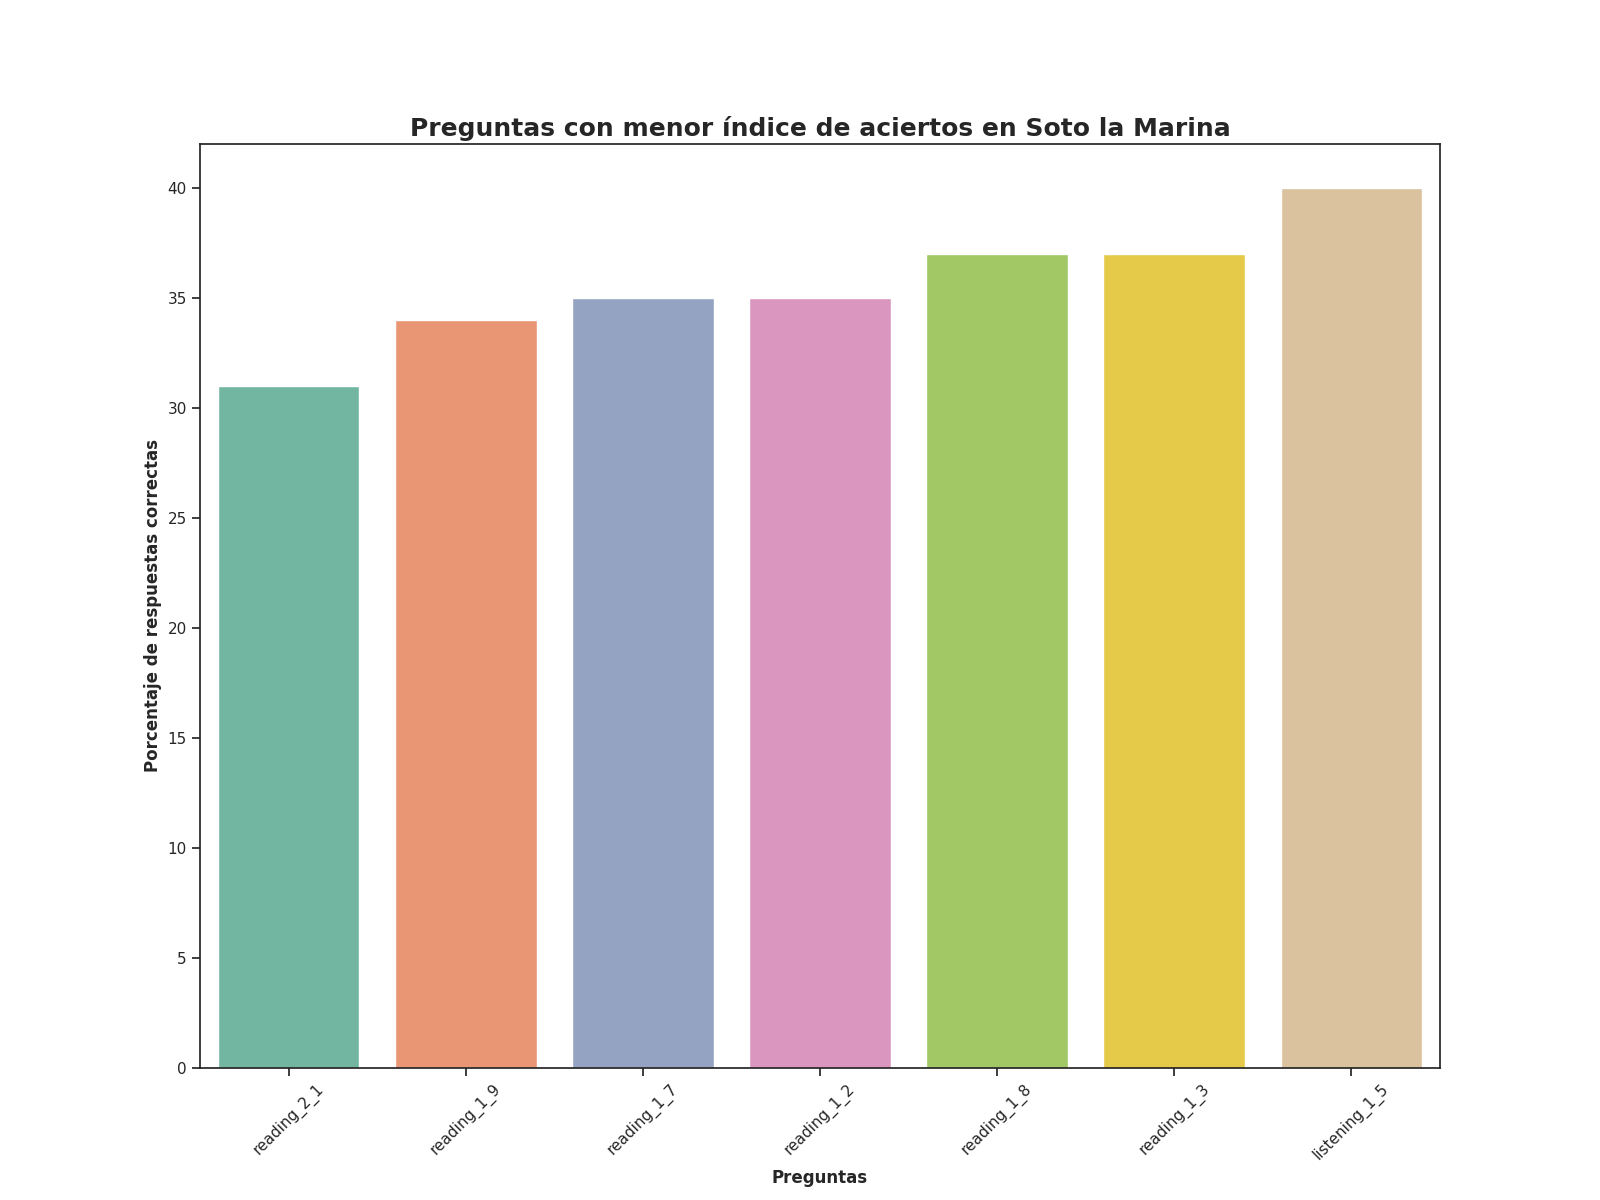 Preguntas con menor índice de aciertos en Soto la Marina
Porcentaje de respuestas correctas
40
35
30
25
20
15
10
5
0
reading_2_1
reading_1_9
reading_1_7
reading_1_2
reading_1_8
reading_1_3
listening_1_5
Preguntas